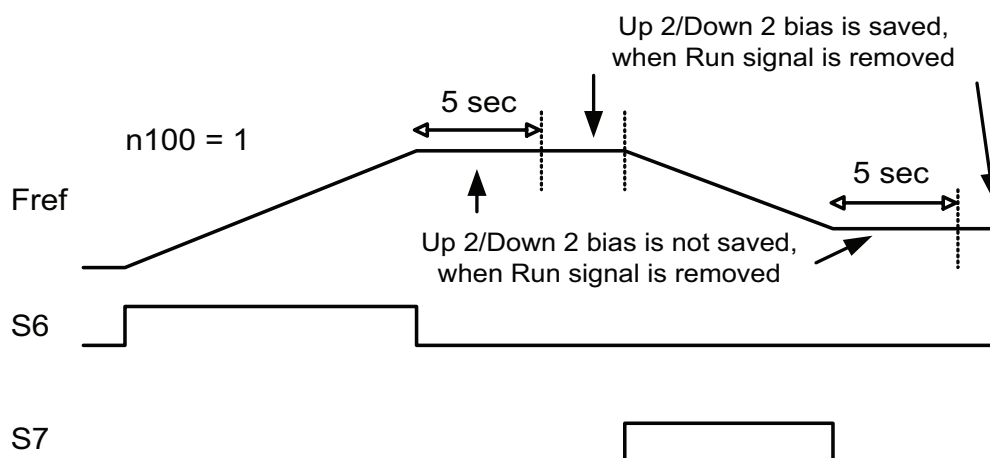 Up 2/Down 2 bias is saved,
when Run signal is removed
5 sec
n100 = 1
5 sec
Fref
Up 2/Down 2 bias is not saved,
when Run signal is removed
S6
S7